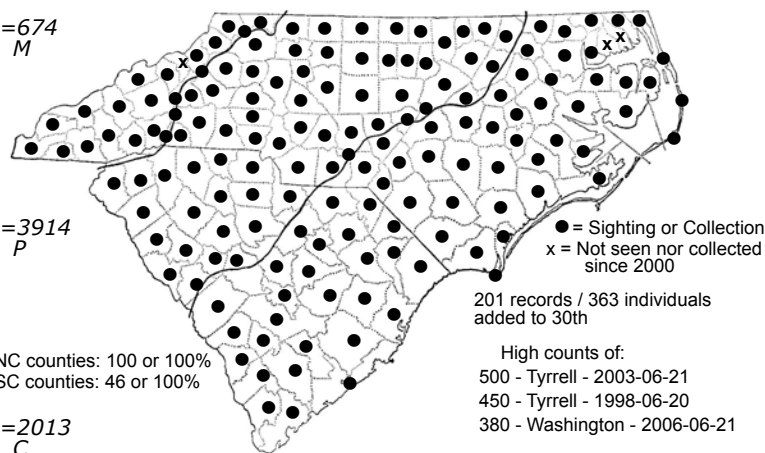 =674
M
=3914
P
● = Sighting or Collection
x = Not seen nor collected
since 2000
201 records / 363 individuals
added to 30th
NC counties: 100 or 100%
SC counties: 46 or 100%
High counts of:
500 - Tyrrell - 2003-06-21
450 - Tyrrell - 1998-06-20
380 - Washington - 2006-06-21
=2013
C